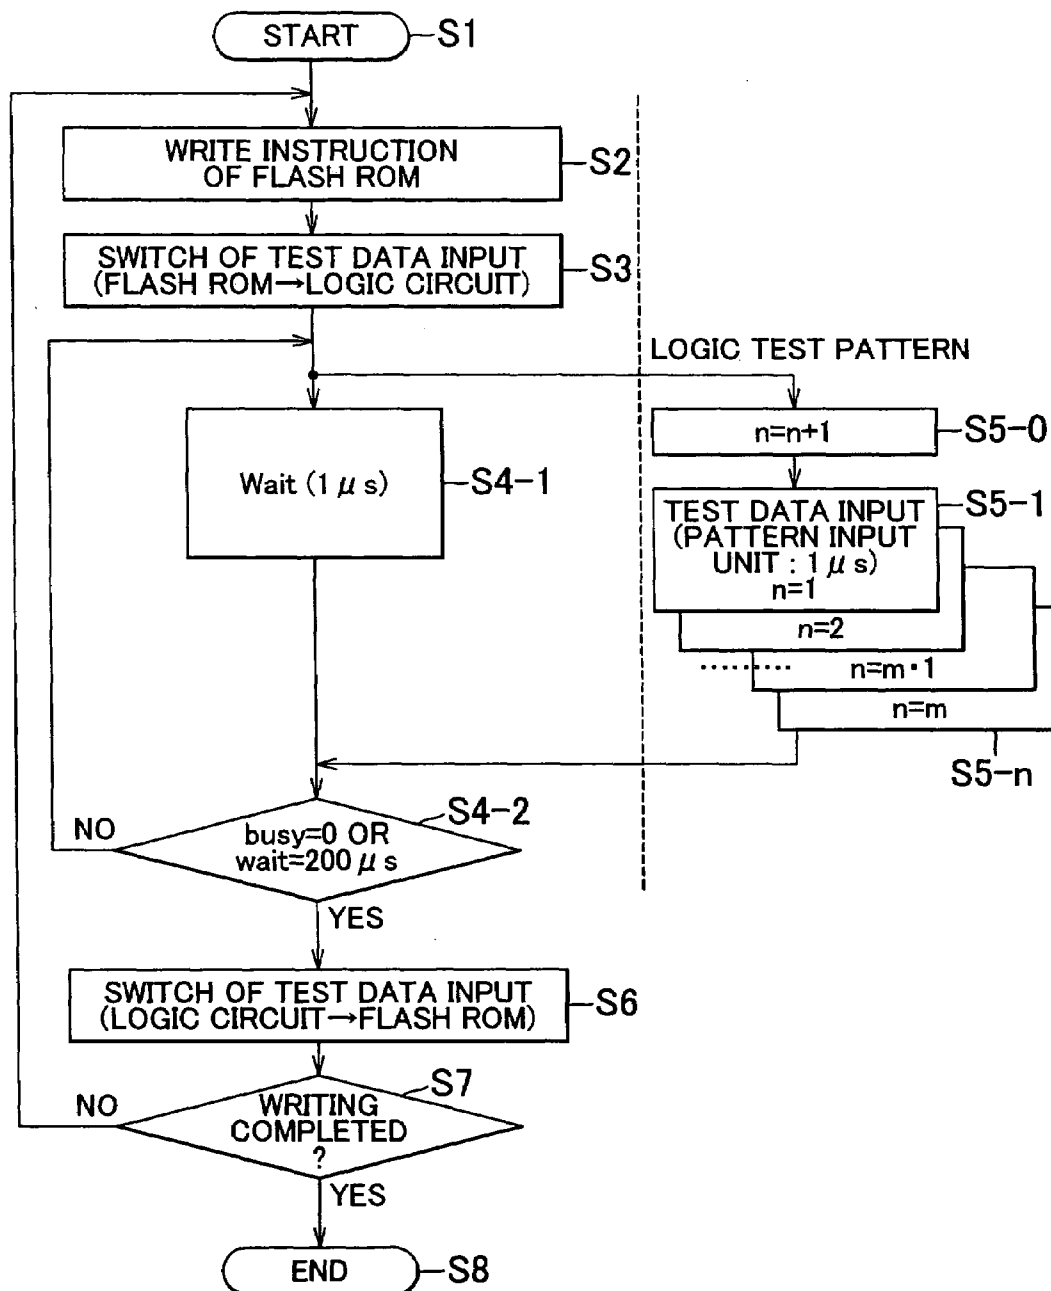 START
S1
WRITE INSTRUCTION
OF FLASH ROM
S2
SWITCH OF TEST DATA INPUT
(FLASH ROM→LOGIC CIRCUIT)
S3
LOGIC TEST PATTERN
n=n+1
S5-0
Wait (1 μ s)
S4-1
TEST DATA INPUT
(PATTERN INPUT
UNIT : 1 μ s)
n=1
S5-1
n=2
·········
n=m・1
n=m
S5-n
S4-2
NO
busy=0 OR
wait=200 μ s
YES
SWITCH OF TEST DATA INPUT
(LOGIC CIRCUIT→FLASH ROM)
S6
S7
NO
WRITING
COMPLETED
?
YES
END
S8